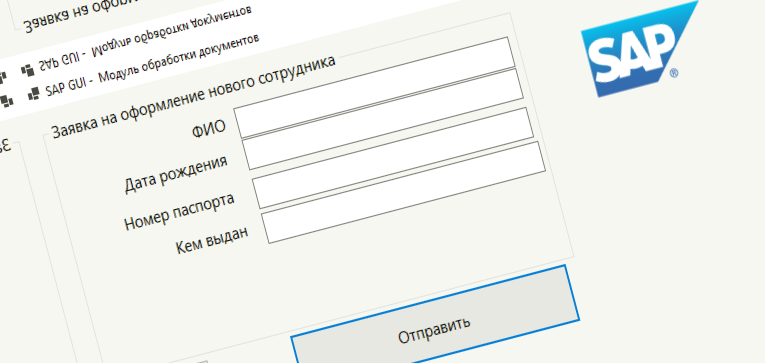 Заявка на оформ
SAP GUI - Модуль обработки документов
SAP GUI - Модуль обработки документов
Заявка на оформление нового сотрудника
ФИО
Дата рождения
Номер паспорта
Кем выдан
Отправить
SAP®